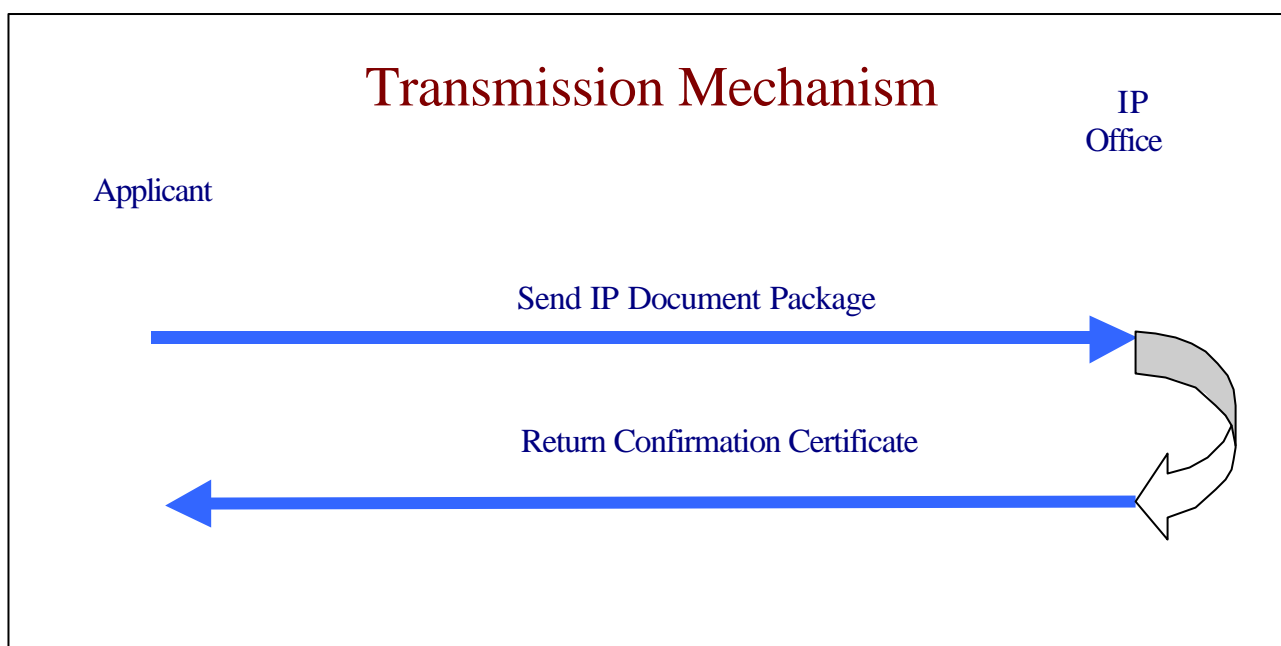 Transmission Mechanism
IP
Office
Applicant
Send IP Document Package
Return Confirmation Certificate